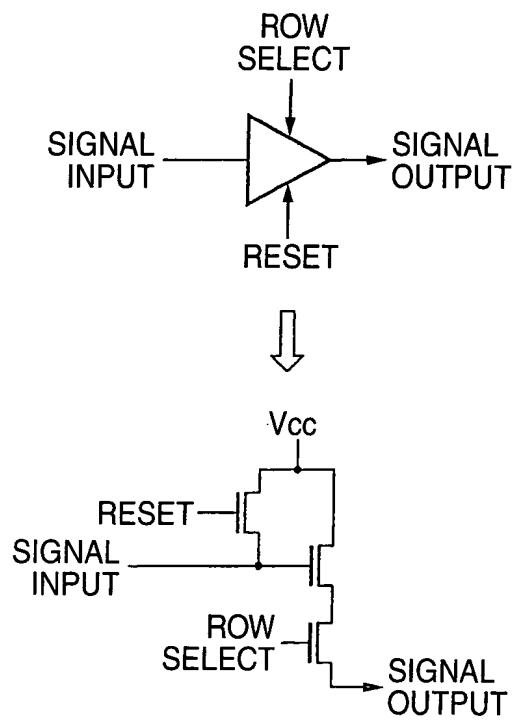 ROW
SELECT
SIGNAL
INPUT
SIGNAL
OUTPUT
RESET
Vcc
RESET
SIGNAL
INPUT
ROW
SELECT
SIGNAL
OUTPUT